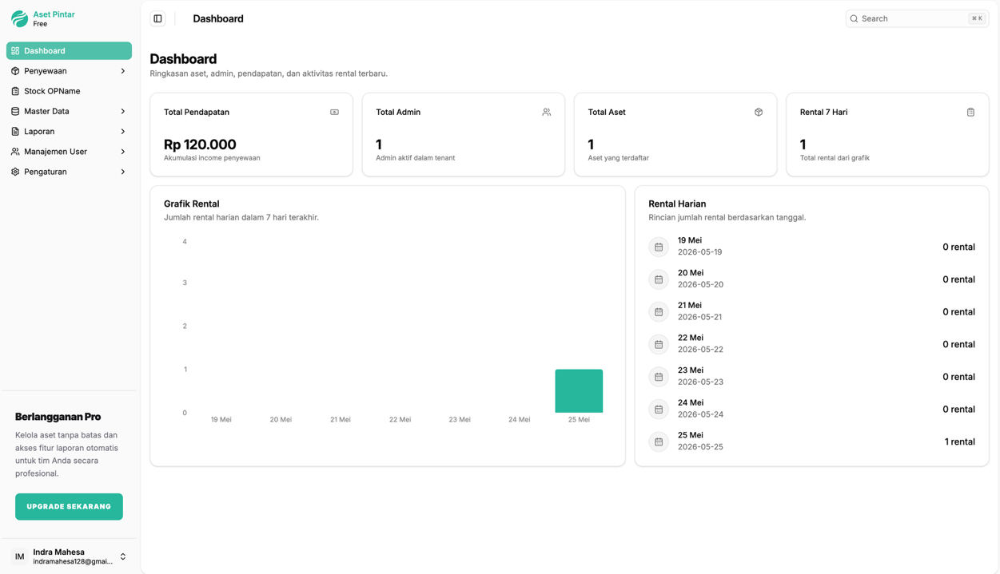 Aset Pintar
Free
Dashboard
Penyewaan
Stock OPName
Master Data
Laporan
Manajemen User
Pengaturan
Berlangganan Pro
Kelola aset tanpa batas dan
akses fitur laporan otomatis
untuk tim Anda secara
profesional.
UPGRADE SEKARANG
IM
Indra Mahesa
indramahesa128@gmai...
Dashboard
Search
⌘ K
Dashboard
Ringkasan aset, admin, pendapatan, dan aktivitas rental terbaru.
Total Pendapatan
Rp 120.000
Akumulasi income penyewaan
Total Admin
1
Admin aktif dalam tenant
Total Aset
1
Aset yang terdaftar
Rental 7 Hari
1
Total rental dari grafik
Grafik Rental
Jumlah rental harian dalam 7 hari terakhir.
4
3
2
1
0
19 Mei 20 Mei 21 Mei 22 Mei 23 Mei 24 Mei 25 Mei
Rental Harian
Rincian jumlah rental berdasarkan tanggal.
19 Mei
2026-05-19
0 rental
20 Mei
2026-05-20
0 rental
21 Mei
2026-05-21
0 rental
22 Mei
2026-05-22
0 rental
23 Mei
2026-05-23
0 rental
24 Mei
2026-05-24
0 rental
25 Mei
2026-05-25
1 rental